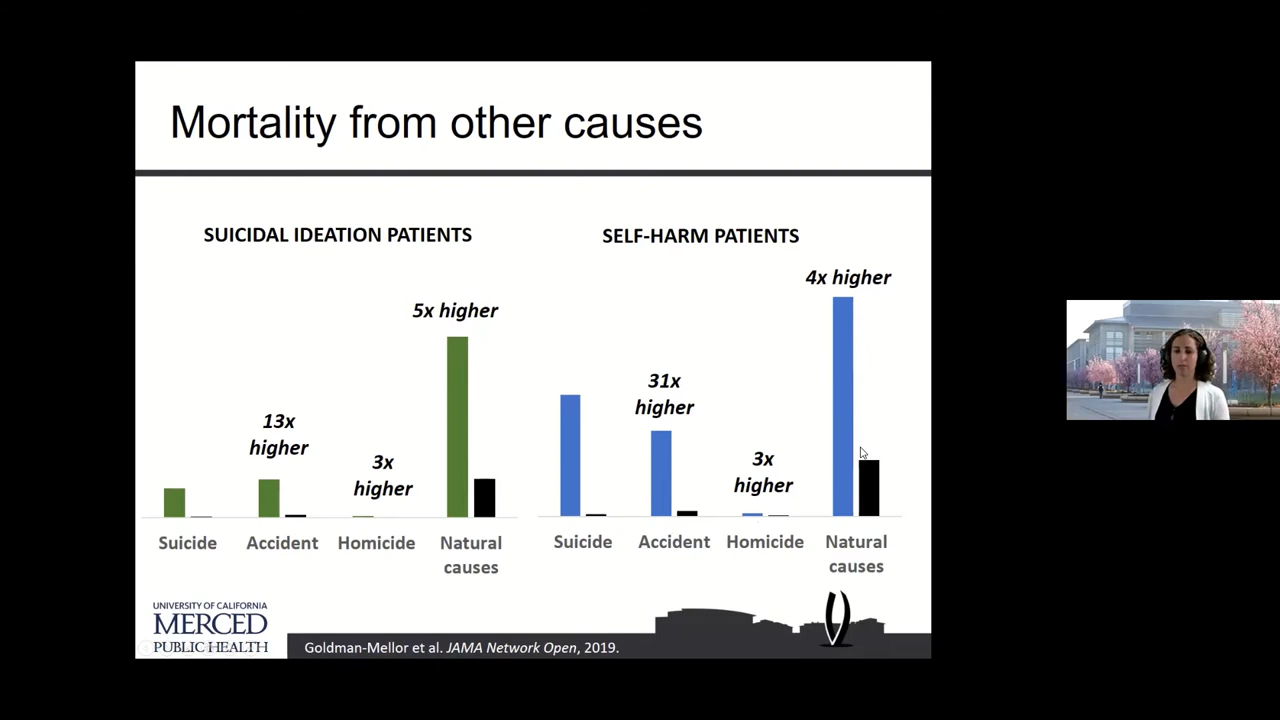 Mortality from other causes
SUICIDAL IDEATION PATIENTS
5x higher
13x
higher
3x
higher
Suicide
Accident
Homicide
Natural
causes
SELF-HARM PATIENTS
4x higher
31x
higher
3x
higher
Suicide
Accident
Homicide
Natural
causes
UNIVERSITY OF CALIFORNIA
MERCED
PUBLIC HEALTH
Goldman-Mellor et al. JAMA Network Open, 2019.